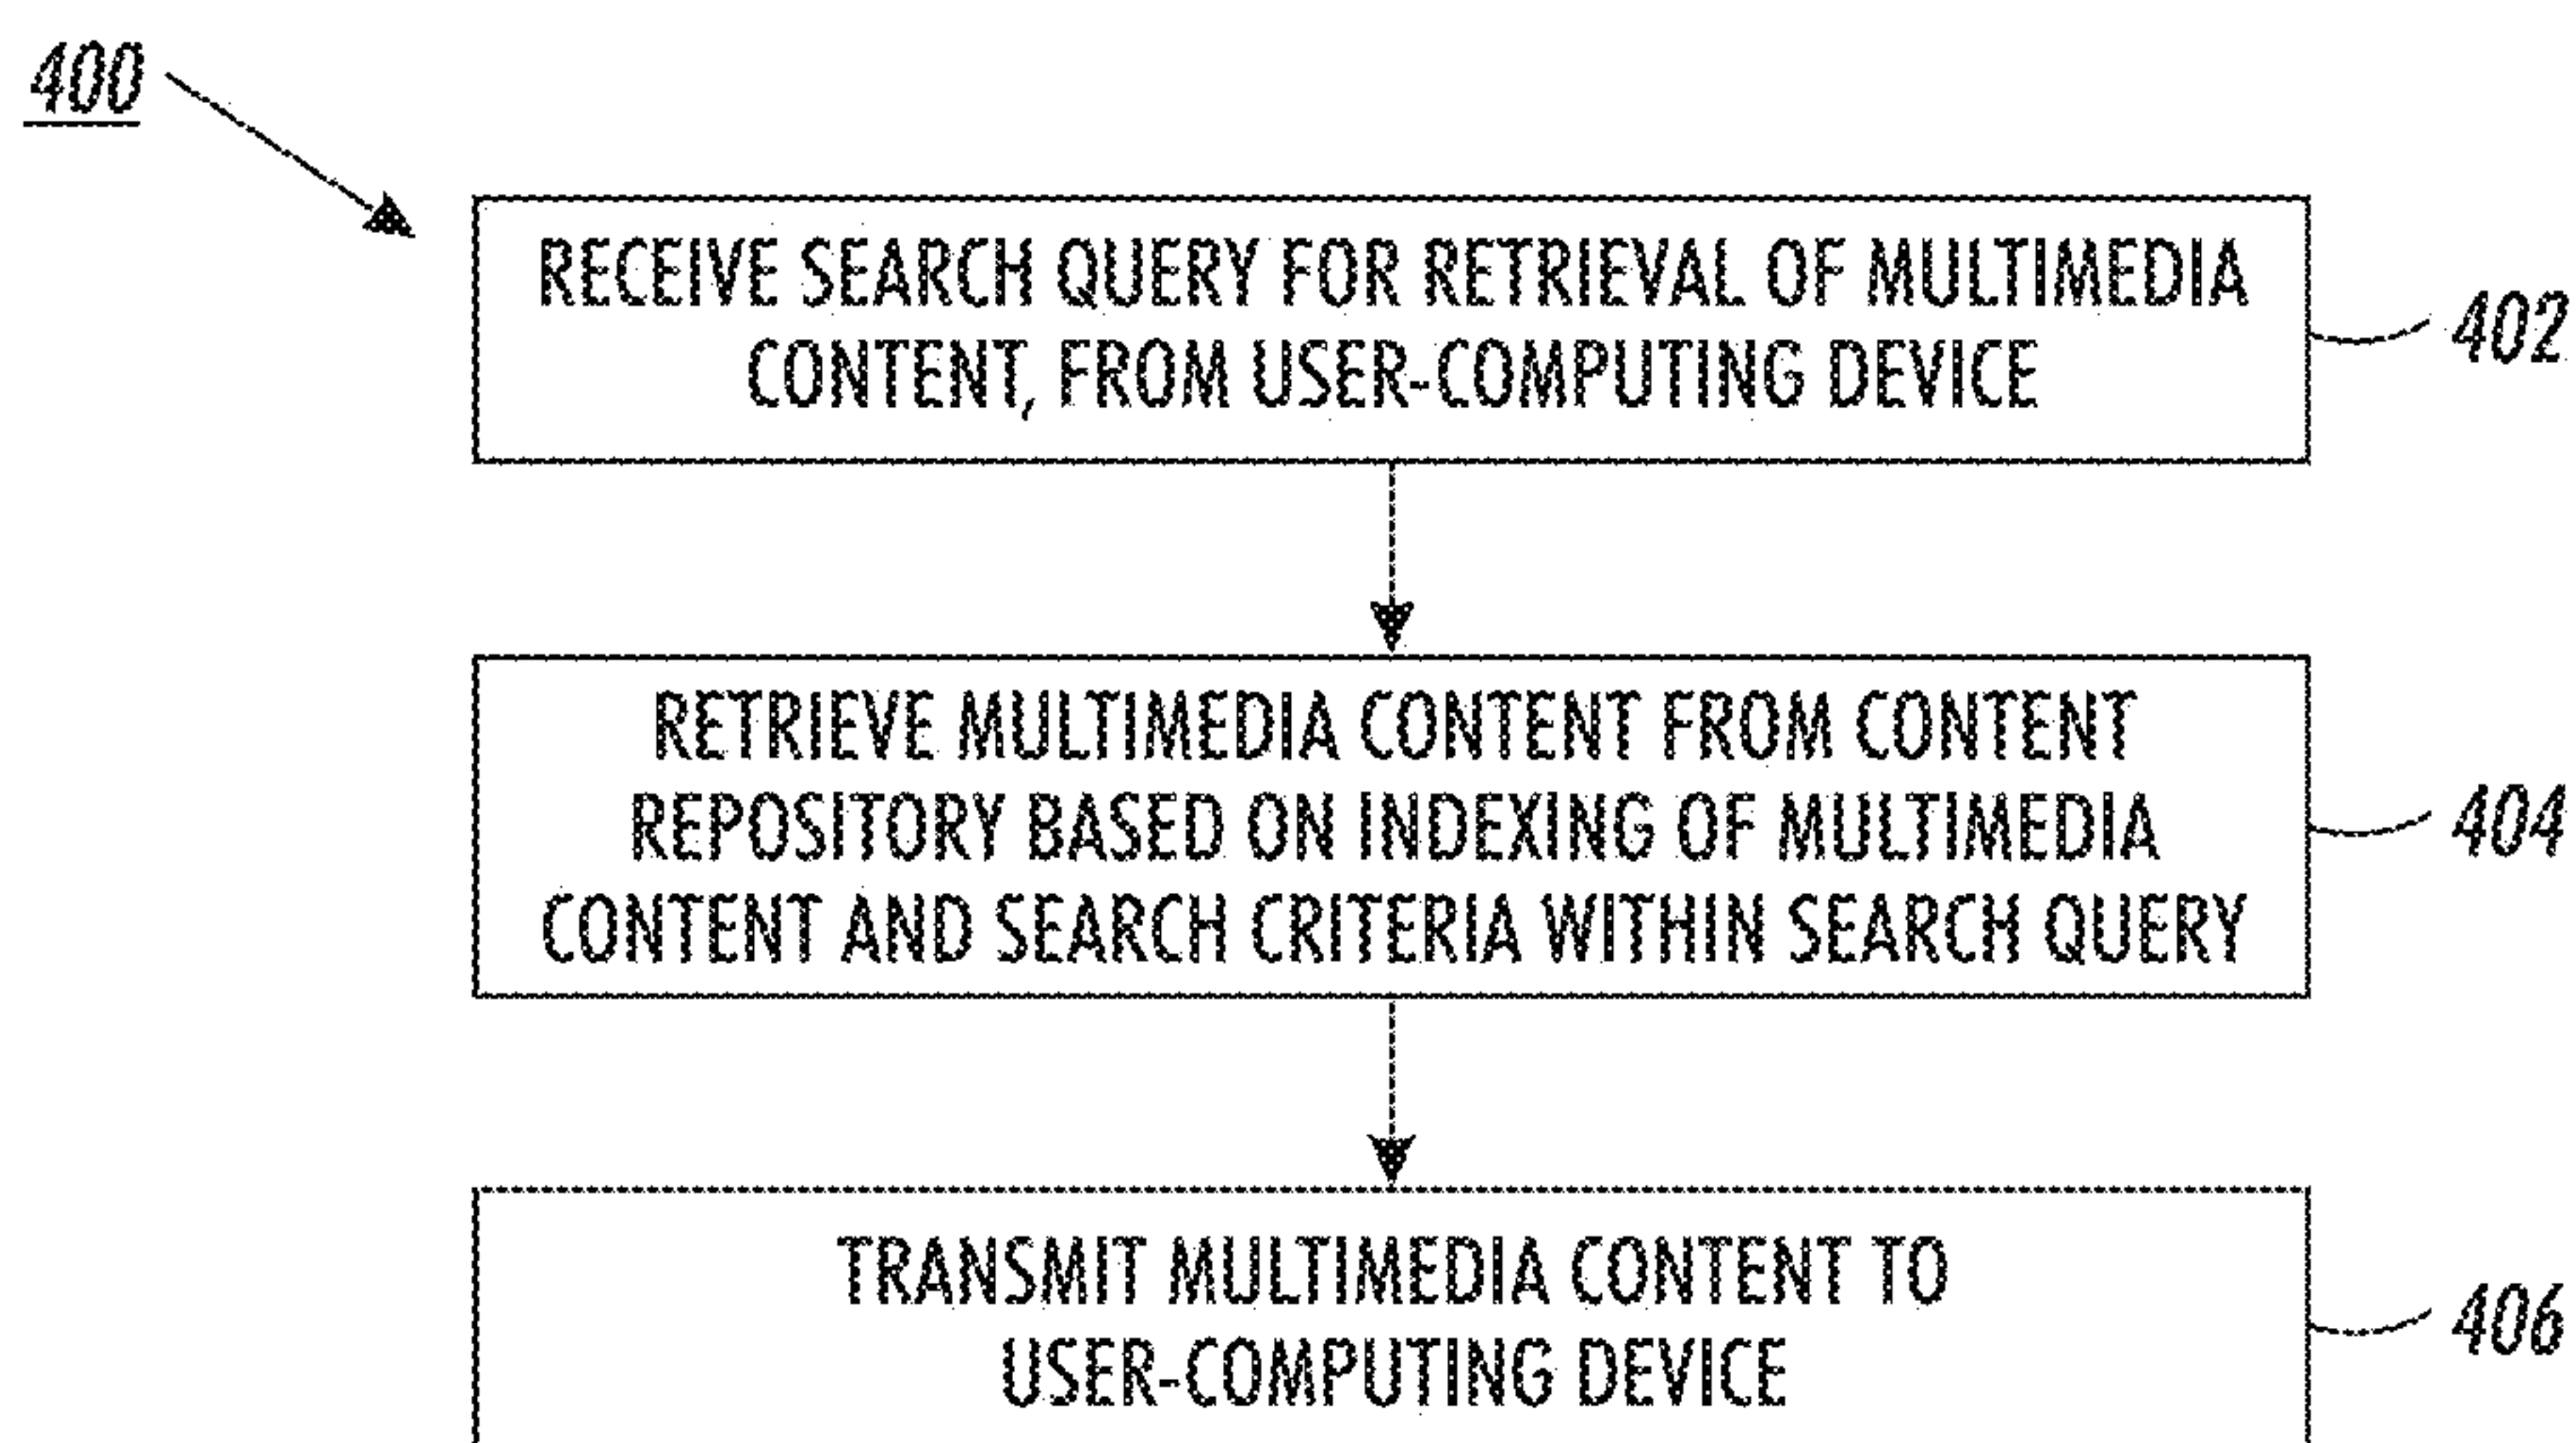 400
RECEIVE SEARCH QUERY FOR RETRIEVAL OF MULTIMEDIA
CONTENT, FROM USER-COMPUTING DEVICE
402
RETRIEVE MULTIMEDIA CONTENT FROM CONTENT
REPOSITORY BASED ON INDEXING OF MULTIMEDIA
CONTENT AND SEARCH CRITERIA WITHIN SEARCH QUERY
404
TRANSMIT MULTIMEDIA CONTENT TO
USER-COMPUTING DEVICE
406